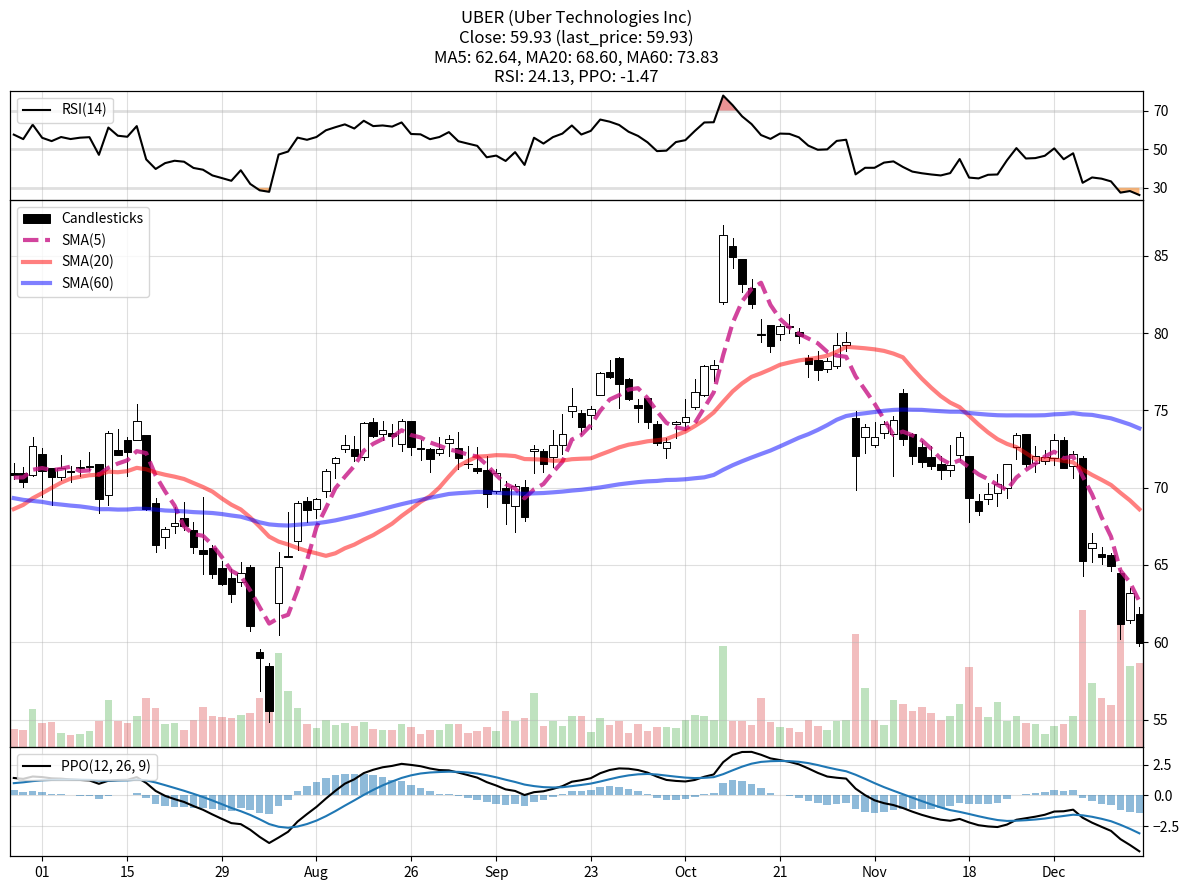 UBER (Uber Technologies Inc)
Close: 59.93 (last_price: 59.93)
MA5: 62.64, MA20: 68.60, MA60: 73.83
RSI: 24.13, PPO: -1.47
RSI(14)
70
50
30
Candlesticks
SMA(5)
SMA(20)
SMA(60)
85
80
75
70
65
60
55
PPO(12, 26, 9)
2.5
0.0
−2.5
01 15 29 Aug 26 Sep 23 Oct 21 Nov 18 Dec